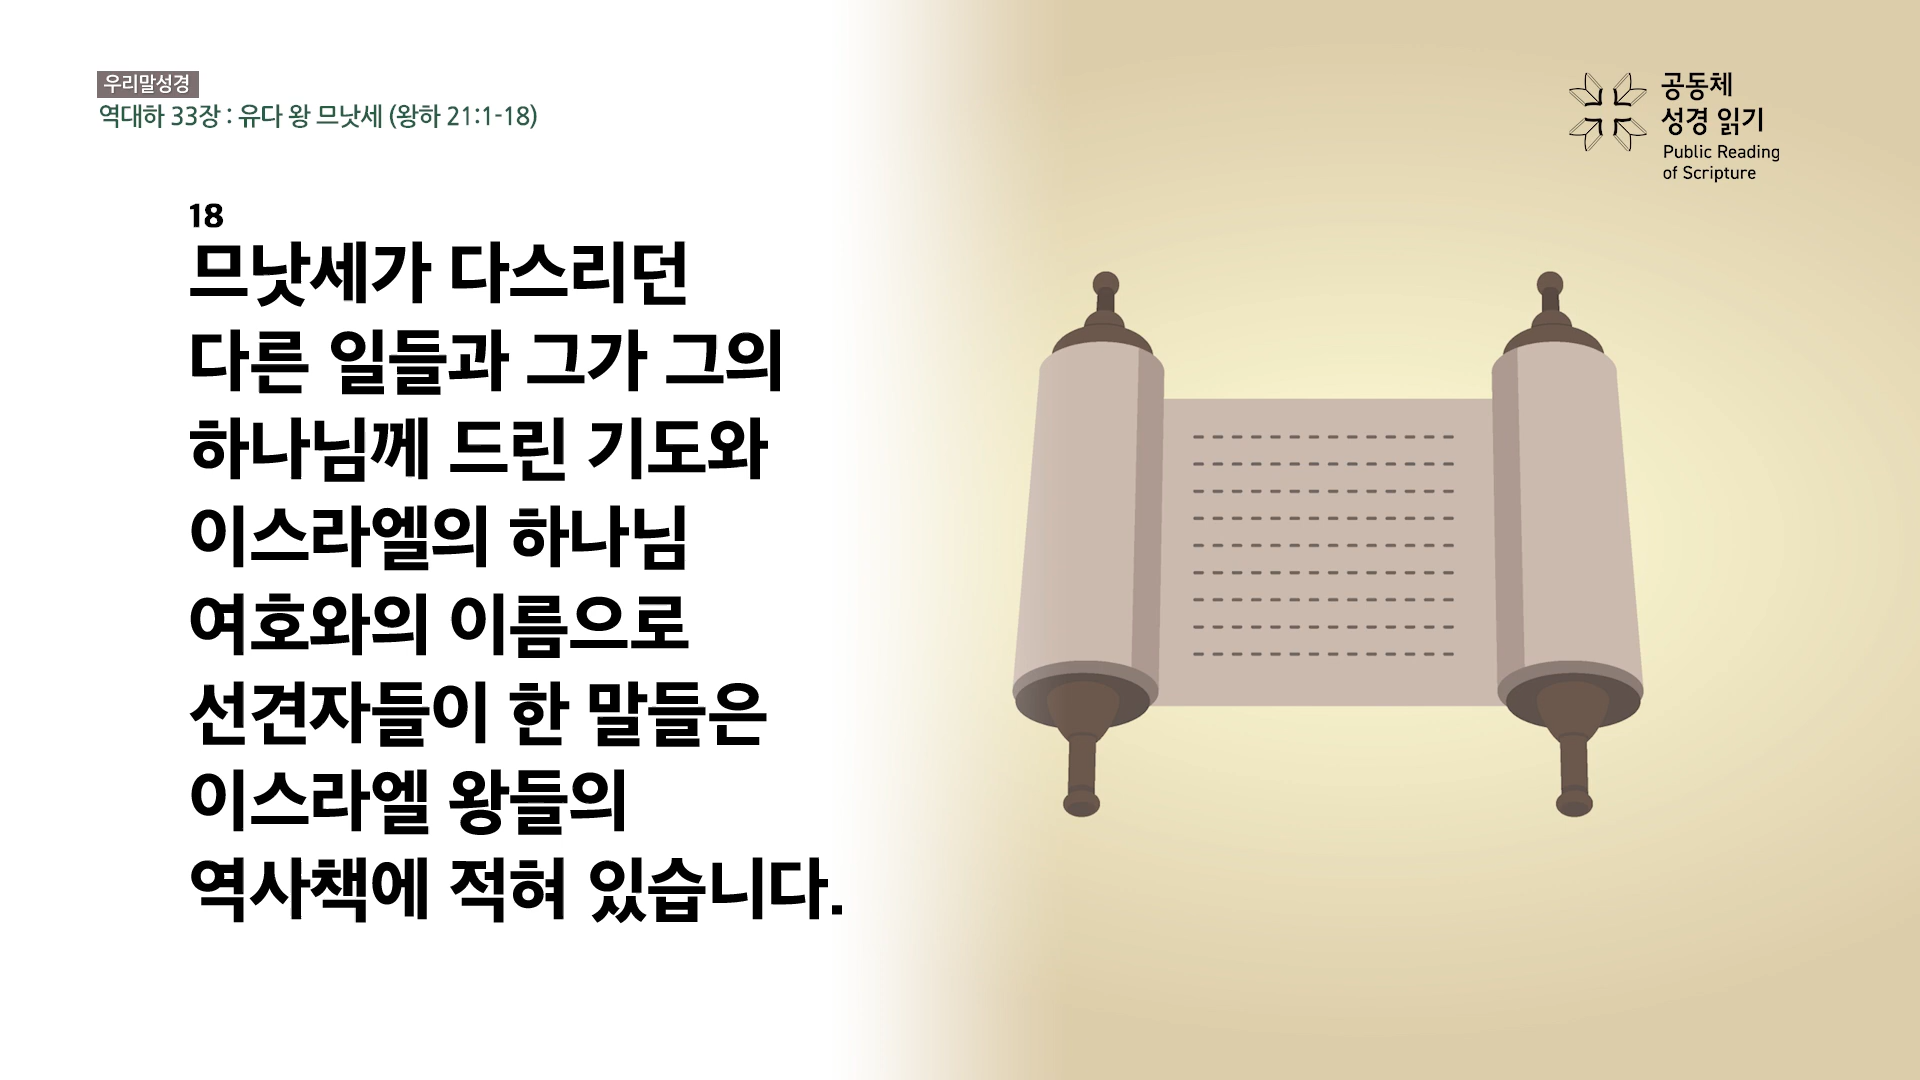 우리말성경
역대하 33장 : 유다 왕 므낫세 (왕하 21:1-18)
공동체
성경 읽기
Public Reading
of Scripture
18
므낫세가 다스리던
다른 일들과 그가 그의
하나님께 드린 기도와
이스라엘의 하나님
여호와의 이름으로
선견자들이 한 말들은
이스라엘 왕들의
역사책에 적혀 있습니다.